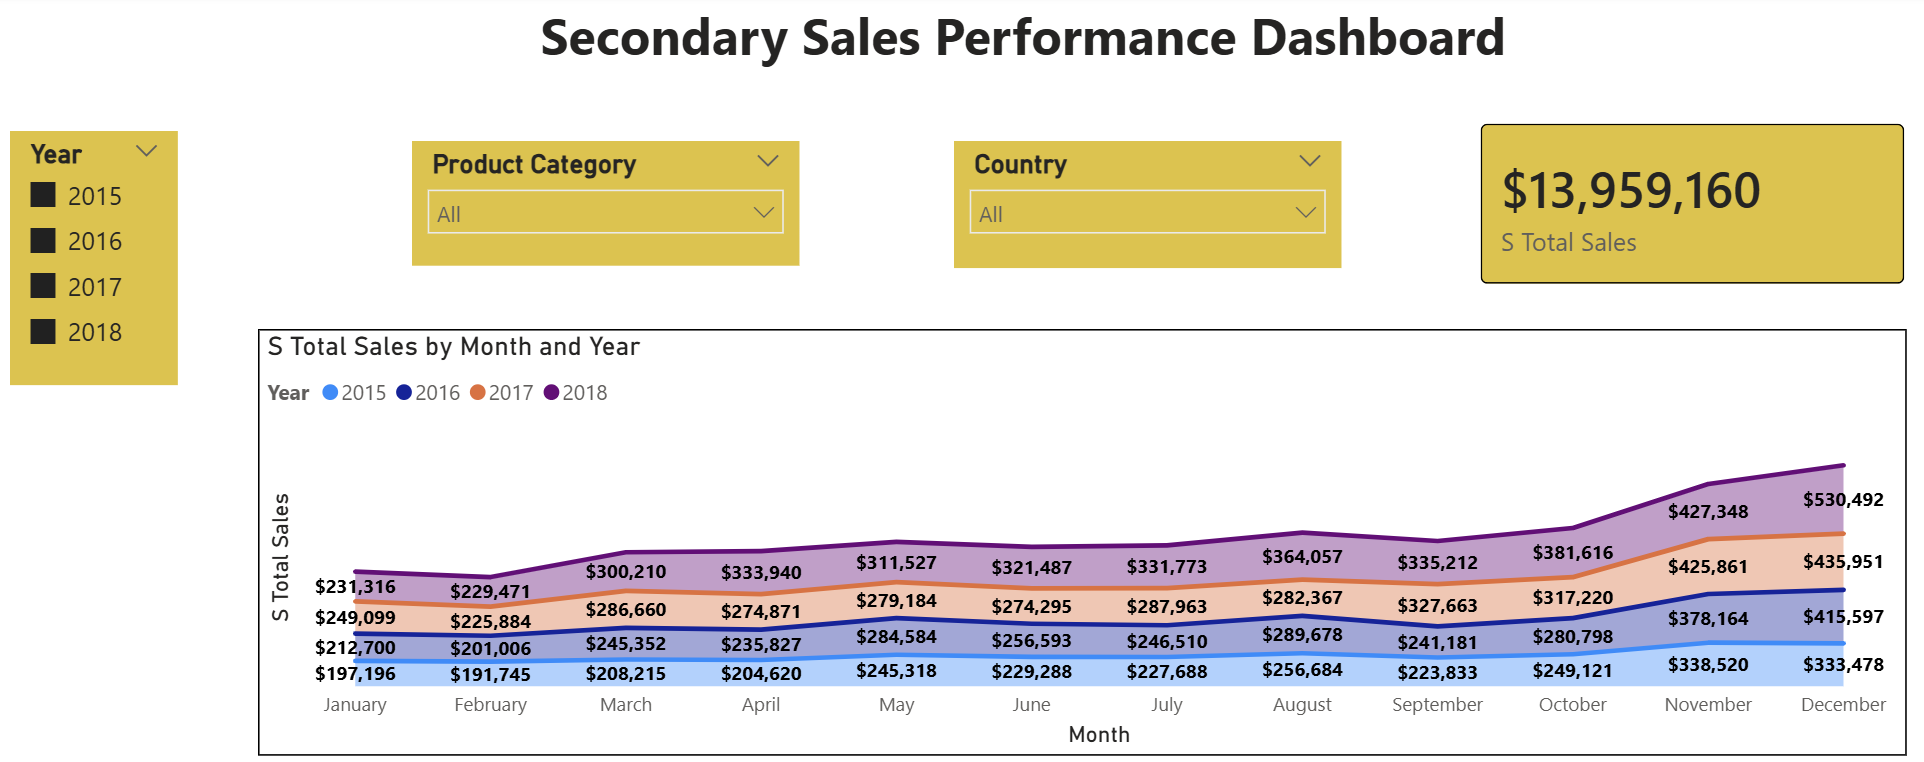 Secondary Sales Performance Dashboard
Year
2015
2016
2017
2018
Product Category
All
Country
All
$13,959,160
S Total Sales
S Total Sales by Month and Year
Year 2015 2016 2017 2018
S Total Sales
$231,316 $229,471 $300,210 $333,940 $311,527 $321,487 $331,773 $364,057 $335,212 $381,616 $427,348 $530,492
$249,099 $225,884 $286,660 $274,871 $279,184 $274,295 $287,963 $282,367 $327,663 $317,220 $425,861 $435,951
$212,700 $201,006 $245,352 $235,827 $284,584 $256,593 $246,510 $289,678 $241,181 $280,798 $378,164 $415,597
$197,196 $191,745 $208,215 $204,620 $245,318 $229,288 $227,688 $256,684 $223,833 $249,121 $338,520 $333,478
January February March April May June July August September October November December
Month